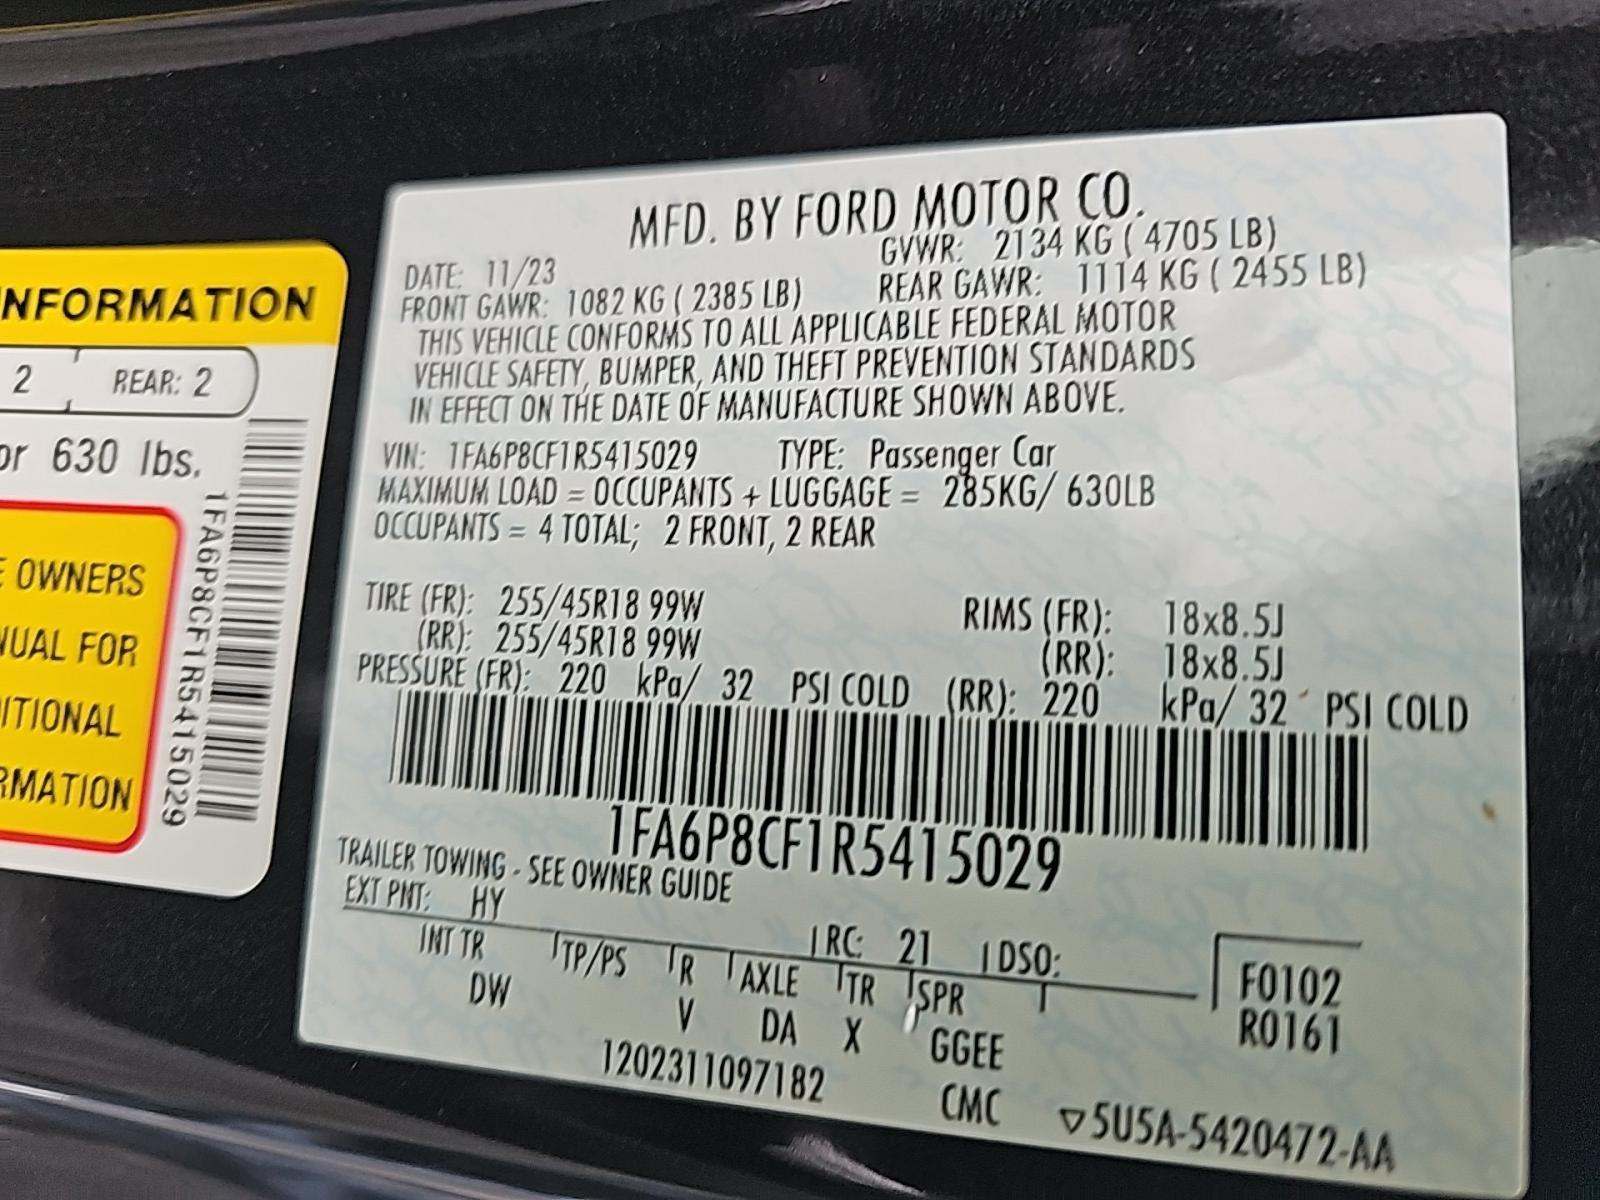 NFORMATION
2 REAR: 2
or 630 lbs.
OWNERS
NUAL FOR
ITIONAL
RMATION
1FA6P8CF1R5415029
MFD. BY FORD MOTOR CO.
DATE: 11/23 GVWR: 2134 KG ( 4705 LB)
FRONT GAWR: 1082 KG ( 2385 LB) REAR GAWR: 1114 KG ( 2455 LB)
THIS VEHICLE CONFORMS TO ALL APPLICABLE FEDERAL MOTOR
VEHICLE SAFETY, BUMPER, AND THEFT PREVENTION STANDARDS
IN EFFECT ON THE DATE OF MANUFACTURE SHOWN ABOVE.
VIN: 1FA6P8CF1R5415029 TYPE: Passenger Car
MAXIMUM LOAD = OCCUPANTS + LUGGAGE = 285KG/ 630LB
OCCUPANTS = 4 TOTAL; 2 FRONT, 2 REAR
TIRE (FR): 255/45R18 99W RIMS (FR): 18x8.5J
(RR): 255/45R18 99W (RR): 18x8.5J
PRESSURE (FR): 220 kPa/ 32 PSI COLD (RR): 220 kPa/ 32 PSI COLD
1FA6P8CF1R5415029
TRAILER TOWING - SEE OWNER GUIDE
EXT PNT: HY RC: 21 DSO:
INT TR TP/PS R AXLE TR SPR F0102
DW V DA X GGEE R0161
1202311097182 CMC ▽5U5A-5420472-AA